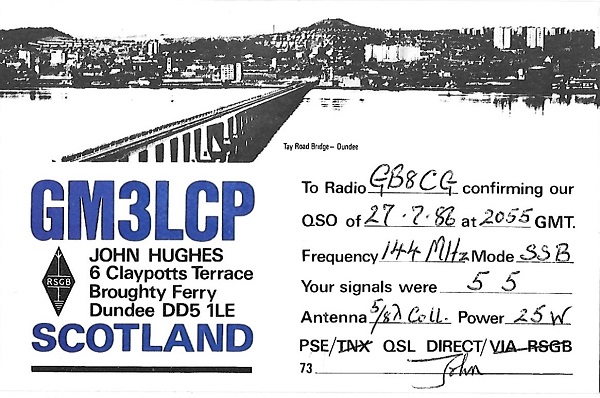 Tay Road Bridge - Dundee
GM3LCP
RSGB
JOHN HUGHES
6 Claypotts Terrace
Broughty Ferry
Dundee DD5 1LE
SCOTLAND
To Radio GB8CG confirming our
QSO of 27.7.86 at 2055 GMT.
Frequency 144 MHz Mode SSB
Your signals were 5 5
Antenna 5/8λ Coll. Power 25W
PSE/TNX QSL DIRECT/VIA RSGB
73 John